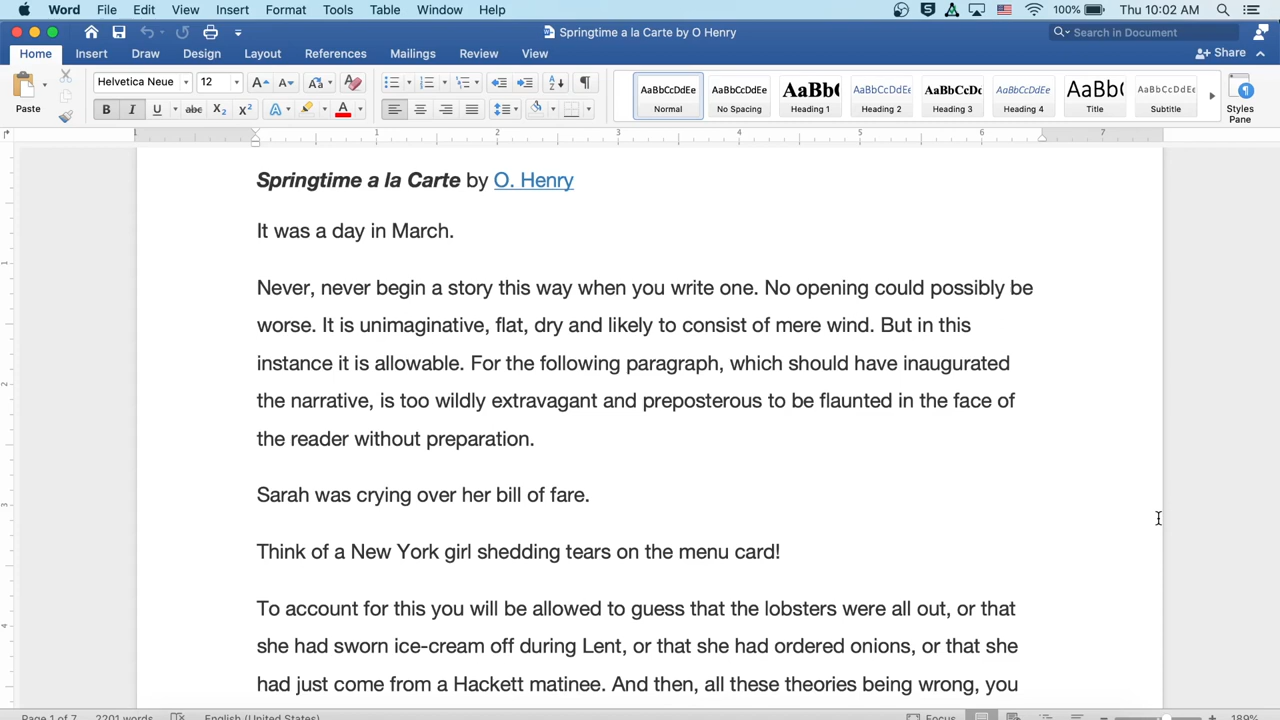 Word File Edit View Insert Format Tools Table Window Help 100% Thu 10:02 AM
Springtime a la Carte by O Henry Search in Document
Home Insert Draw Design Layout References Mailings Review View Share
Paste Helvetica Neue 12 AaBbCcDdEe AaBbCcDdEe AaBb( AaBbCcDdEe AaBbCcDc AaBbCcDdEe AaBb( AaBbCcDdEe
B I U abc X2 X2 A A Normal No Spacing Heading 1 Heading 2 Heading 3 Heading 4 Title Subtitle Styles Pane
1 1 2 3 4 5 6 7
Springtime a la Carte by O. Henry
It was a day in March.
Never, never begin a story this way when you write one. No opening could possibly be
worse. It is unimaginative, flat, dry and likely to consist of mere wind. But in this
instance it is allowable. For the following paragraph, which should have inaugurated
the narrative, is too wildly extravagant and preposterous to be flaunted in the face of
the reader without preparation.
Sarah was crying over her bill of fare.
Think of a New York girl shedding tears on the menu card!
To account for this you will be allowed to guess that the lobsters were all out, or that
she had sworn ice-cream off during Lent, or that she had ordered onions, or that she
had just come from a Hackett matinee. And then, all these theories being wrong, you
Page 1 of 7 2201 words English (United States) Focus 189%